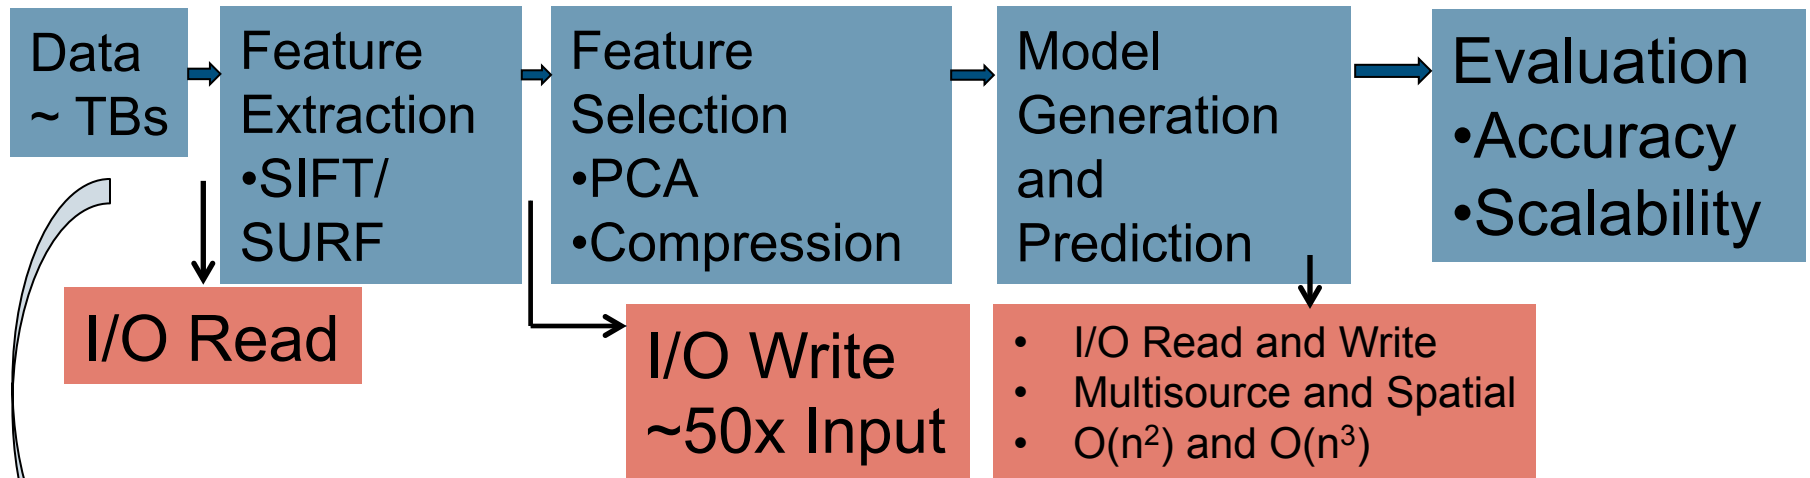 Data
~ TBs
Feature
Extraction
•SIFT/
SURF
Feature
Selection
•PCA
•Compression
Model
Generation
and
Prediction
Evaluation
•Accuracy
•Scalability
I/O Read
I/O Write
~50x Input
• I/O Read and Write
• Multisource and Spatial
• O(n²) and O(n³)